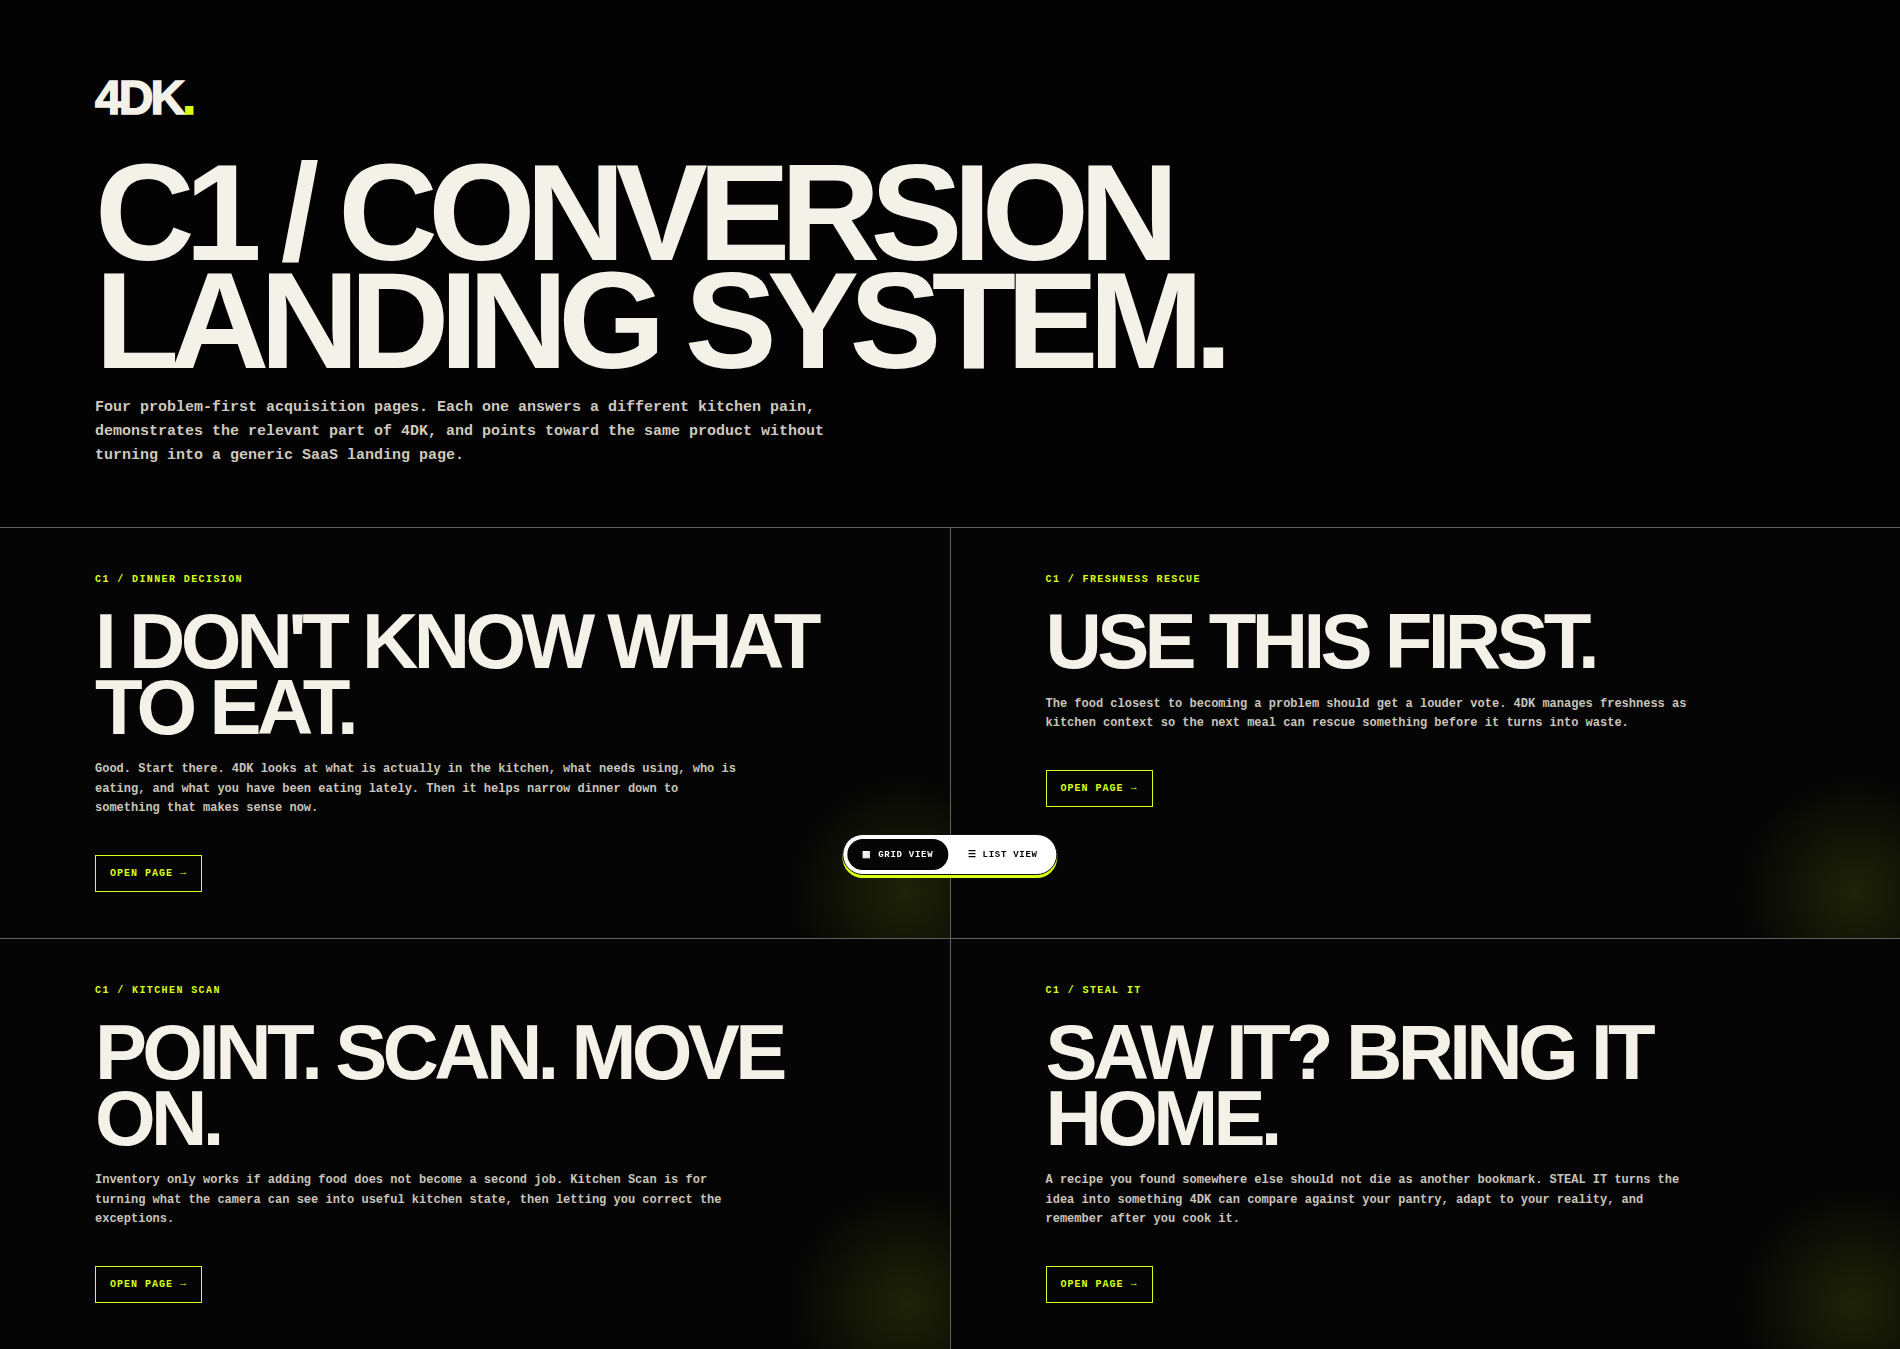 4DK.
C1 / CONVERSION
LANDING SYSTEM.
Four problem-first acquisition pages. Each one answers a different kitchen pain,
demonstrates the relevant part of 4DK, and points toward the same product without
turning into a generic SaaS landing page.
C1 / DINNER DECISION
I DON'T KNOW WHAT
TO EAT.
Good. Start there. 4DK looks at what is actually in the kitchen, what needs using, who is
eating, and what you have been eating lately. Then it helps narrow dinner down to
something that makes sense now.
OPEN PAGE →
C1 / FRESHNESS RESCUE
USE THIS FIRST.
The food closest to becoming a problem should get a louder vote. 4DK manages freshness as
kitchen context so the next meal can rescue something before it turns into waste.
OPEN PAGE →
▦ GRID VIEW
☰ LIST VIEW
C1 / KITCHEN SCAN
POINT. SCAN. MOVE
ON.
Inventory only works if adding food does not become a second job. Kitchen Scan is for
turning what the camera can see into useful kitchen state, then letting you correct the
exceptions.
OPEN PAGE →
C1 / STEAL IT
SAW IT? BRING IT
HOME.
A recipe you found somewhere else should not die as another bookmark. STEAL IT turns the
idea into something 4DK can compare against your pantry, adapt to your reality, and
remember after you cook it.
OPEN PAGE →